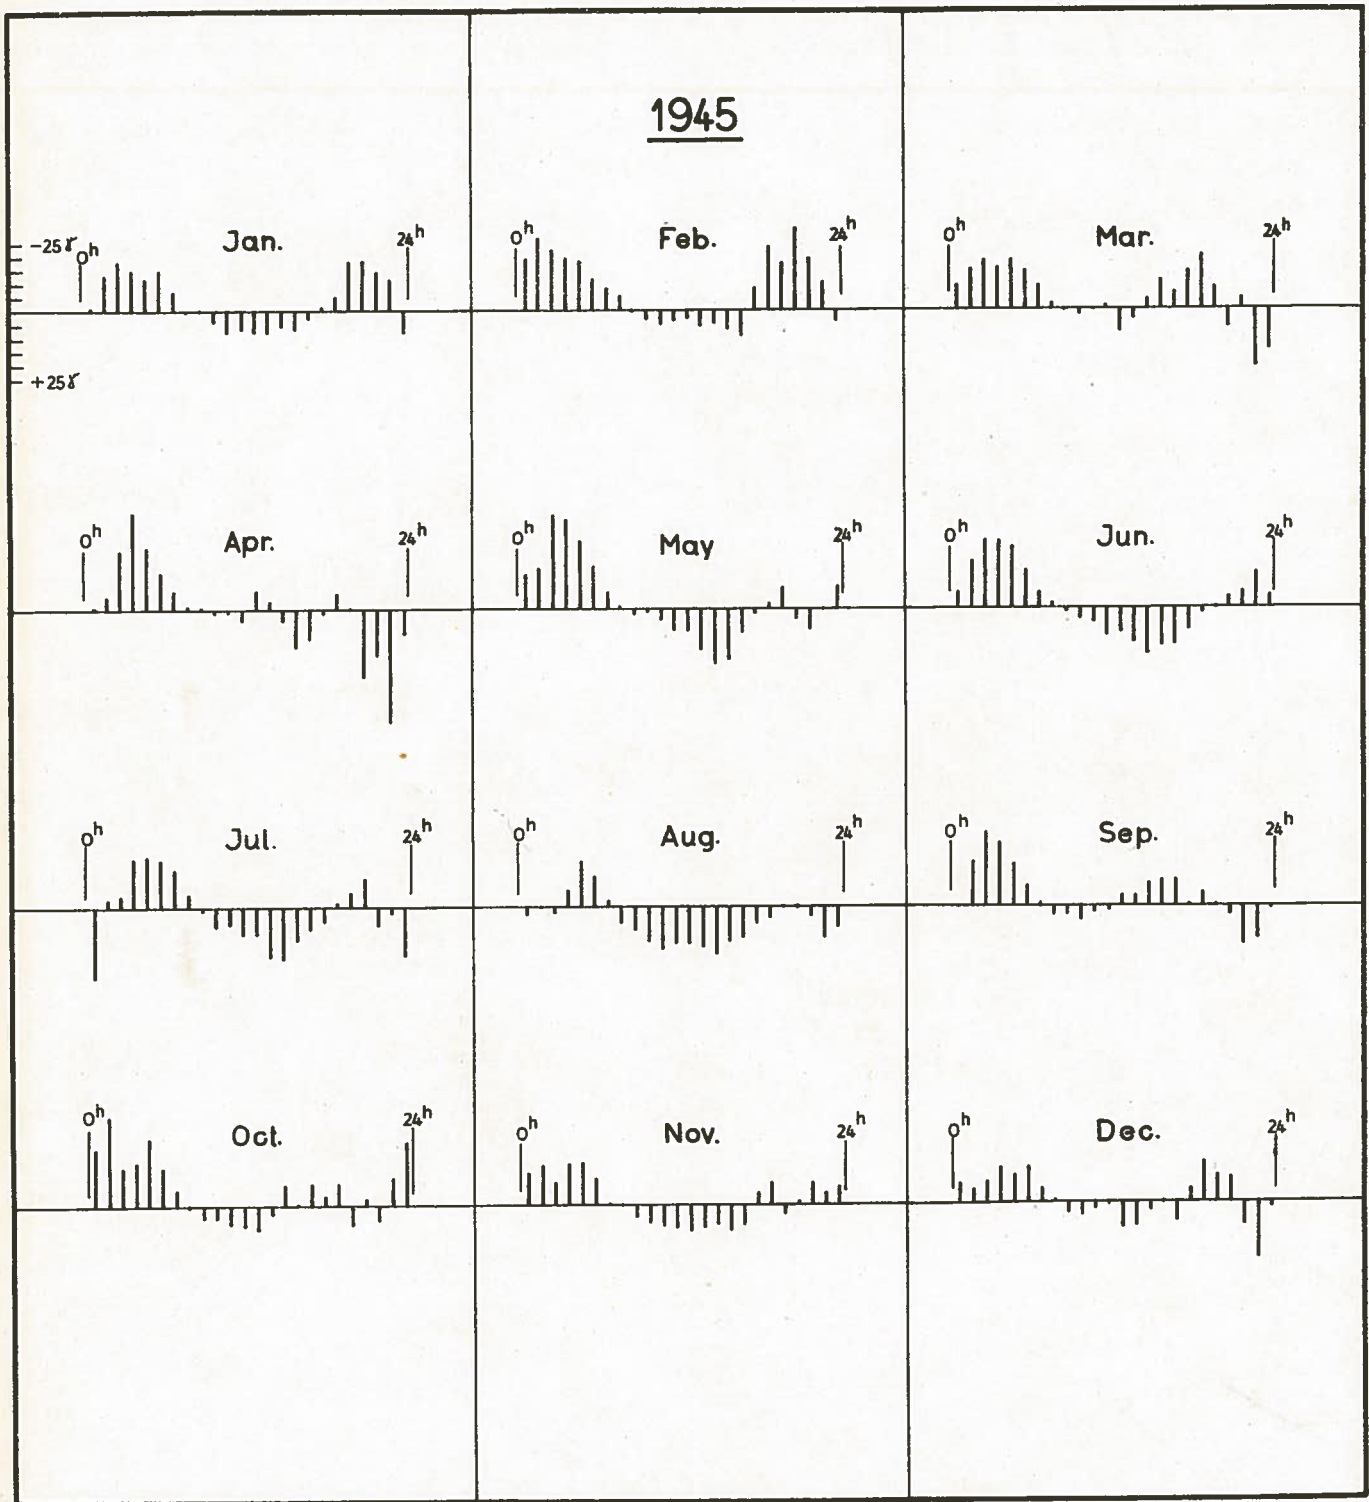 1945
-25γ 0ʰ Jan. 24ʰ
+25γ
0ʰ Feb. 24ʰ
0ʰ Mar. 24ʰ
0ʰ Apr. 24ʰ
0ʰ May 24ʰ
0ʰ Jun. 24ʰ
0ʰ Jul. 24ʰ
0ʰ Aug. 24ʰ
0ʰ Sep. 24ʰ
0ʰ Oct. 24ʰ
0ʰ Nov. 24ʰ
0ʰ Dec. 24ʰ